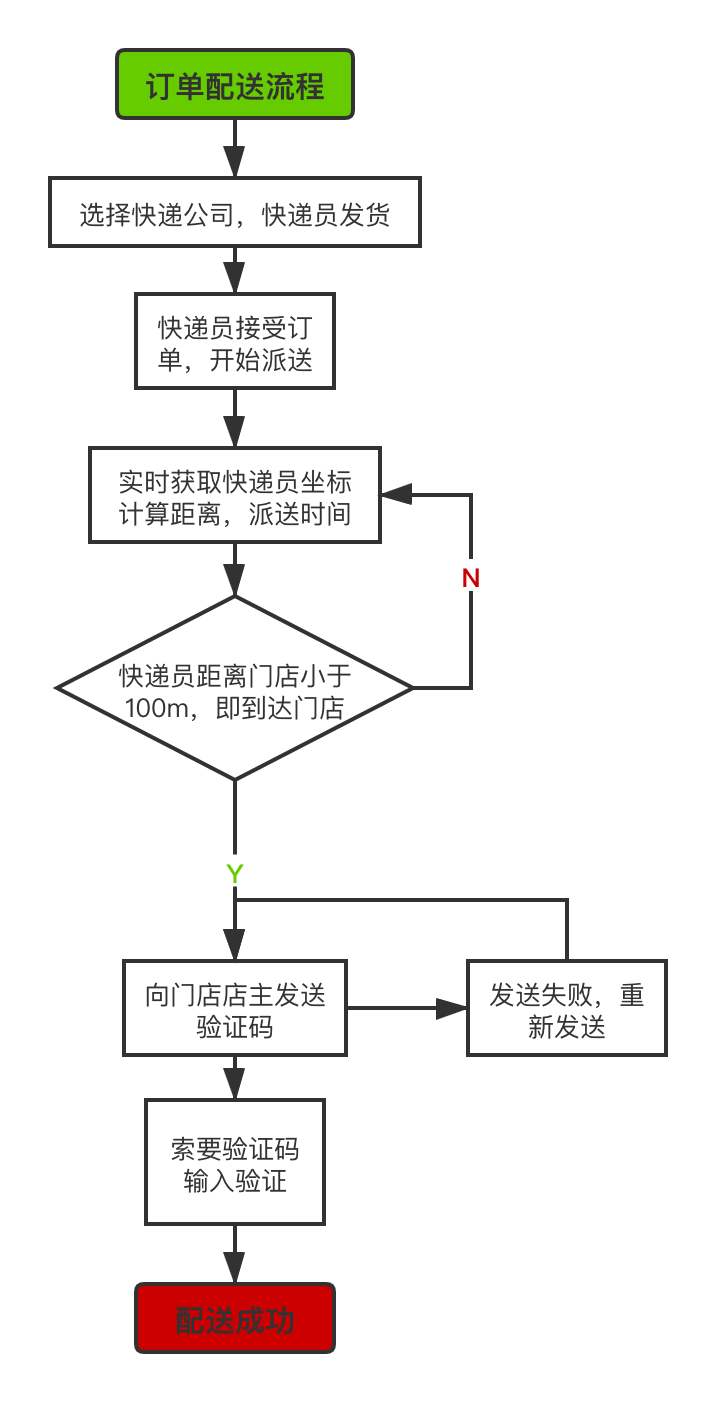 订单配送流程
选择快递公司，快递员发货
快递员接受订
单，开始派送
实时获取快递员坐标
计算距离，派送时间
N
快递员距离门店小于
100m，即到达门店
Y
向门店店主发送
验证码
发送失败，重
新发送
索要验证码
输入验证
配送成功